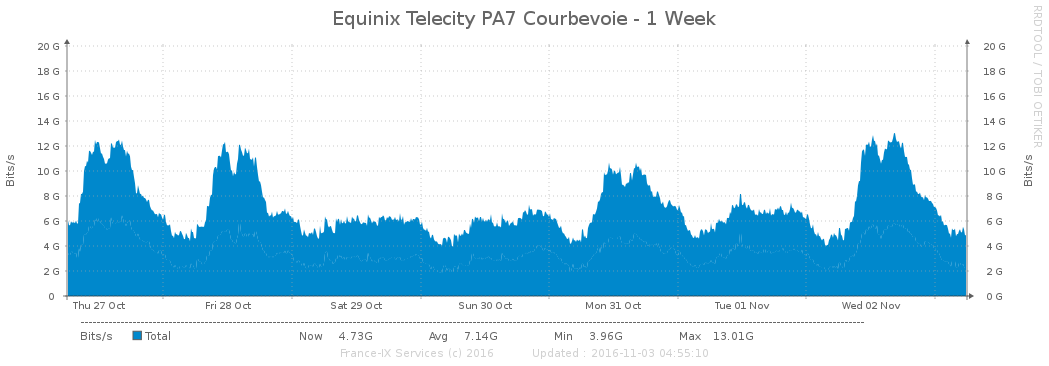 Equinix Telecity PA7 Courbevoie - 1 Week
RRDTOOL / TOBI OETIKER
20 G 20 G
18 G 18 G
16 G 16 G
14 G 14 G
12 G 12 G
10 G 10 G
8 G 8 G
6 G 6 G
4 G 4 G
2 G 2 G
0 0 G
Bits/s
Bits/s
Thu 27 Oct Fri 28 Oct Sat 29 Oct Sun 30 Oct Mon 31 Oct Tue 01 Nov Wed 02 Nov
Bits/s Total Now 4.73G Avg 7.14G Min 3.96G Max 13.01G
France-IX Services (c) 2016 Updated : 2016-11-03 04:55:10